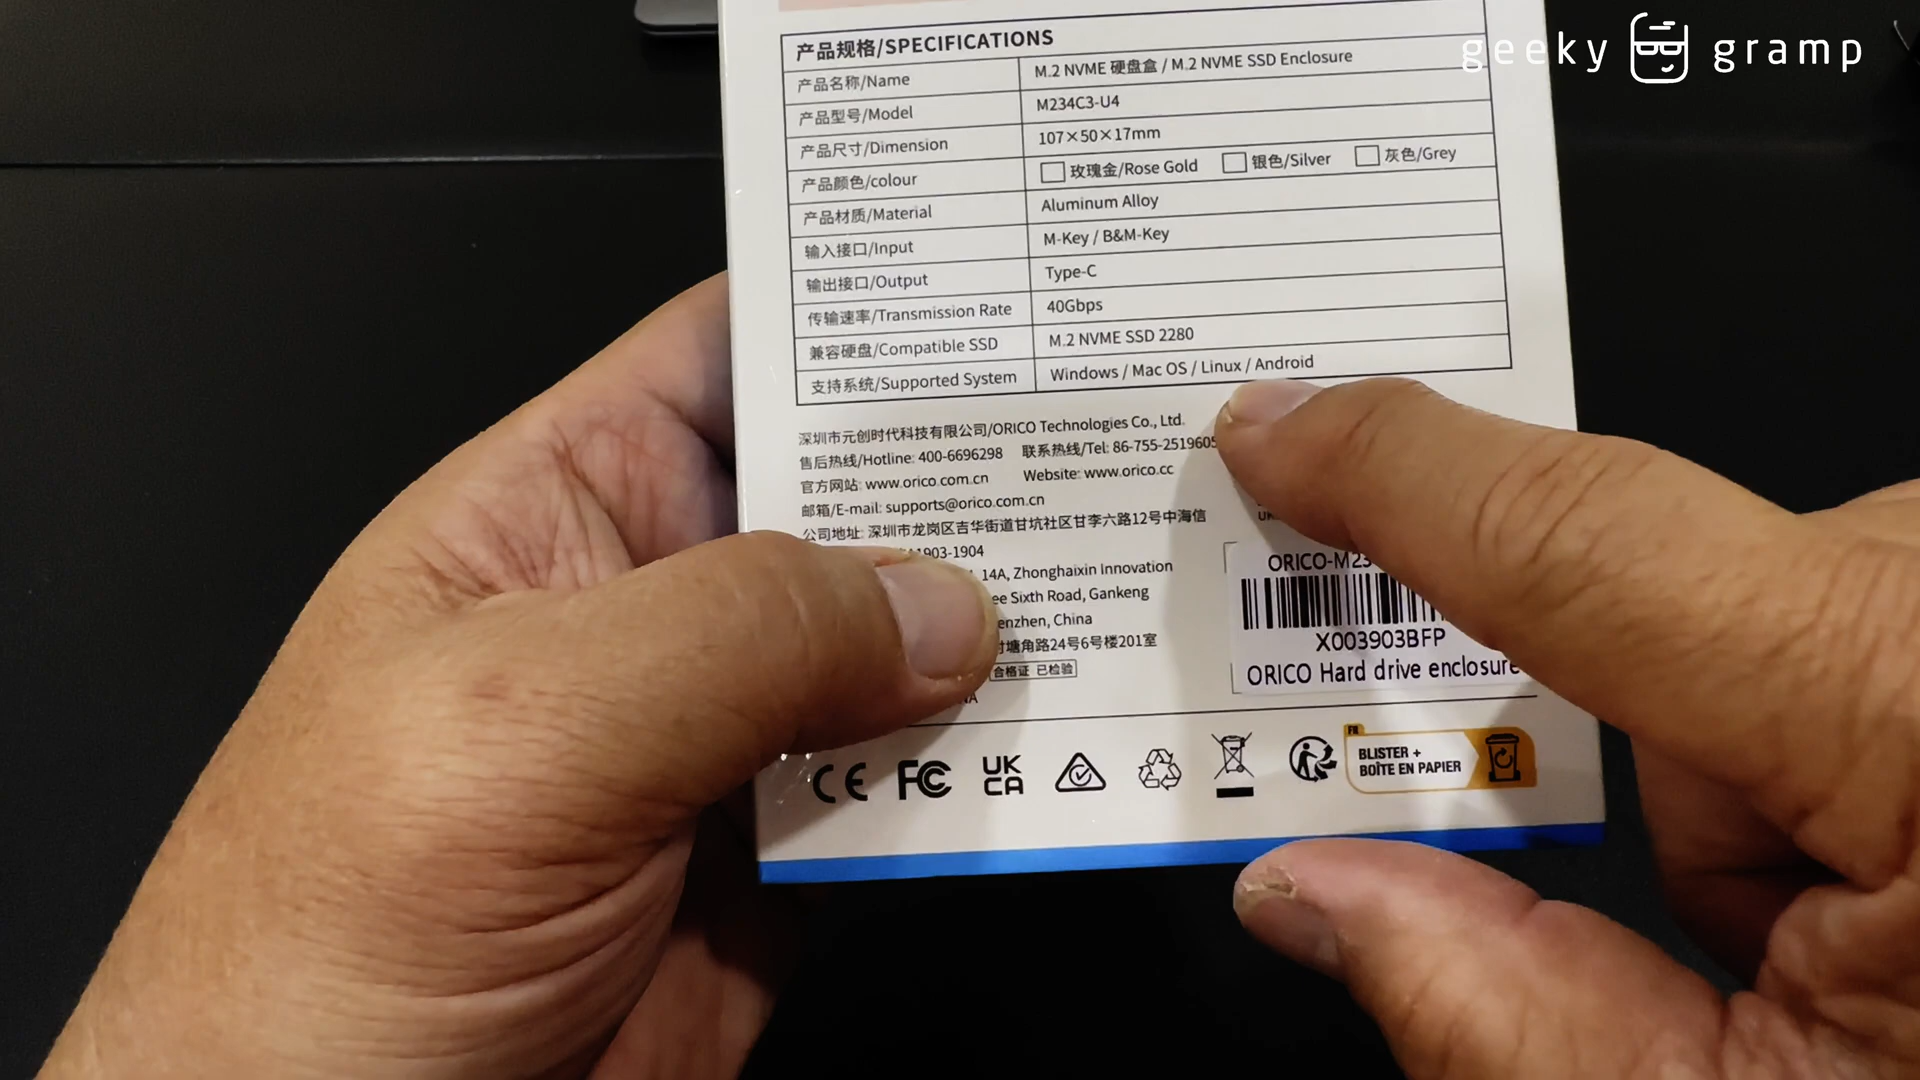 geeky gramp
产品规格/SPECIFICATIONS
产品名称/Name M.2 NVME 硬盘盒 / M.2 NVME SSD Enclosure
产品型号/Model M234C3-U4
产品尺寸/Dimension 107×50×17mm
产品颜色/colour 玫瑰金/Rose Gold 银色/Silver 灰色/Grey
产品材质/Material Aluminum Alloy
输入接口/Input M-Key / B&M-Key
输出接口/Output Type-C
传输速率/Transmission Rate 40Gbps
兼容硬盘/Compatible SSD M.2 NVME SSD 2280
支持系统/Supported System Windows / Mac OS / Linux / Android
深圳市元创时代科技有限公司/ORICO Technologies Co., Ltd.
售后热线/Hotline: 400-6696298 联系热线/Tel: 86-755-2519605
官方网站: www.orico.com.cn Website: www.orico.cc
邮箱/E-mail: supports@orico.com.cn
公司地址: 深圳市龙岗区吉华街道甘坑社区甘李六路12号中海信
1903-1904
14A, Zhonghaixin Innovation
Sixth Road, Gankeng
China
塘角路24号6号楼201室
合格证 已检验
ORICO-M23
X003903BFP
ORICO Hard drive enclosure
CE FC UK CA
FR
BLISTER +
BOÎTE EN PAPIER